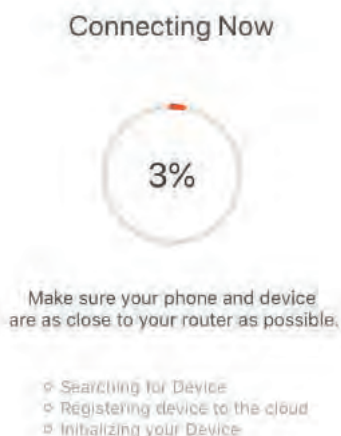 Connecting Now
3%
Make sure your phone and device
are as close to your router as possible.
Searching for Device
Registering device to the cloud
Initializing your Device